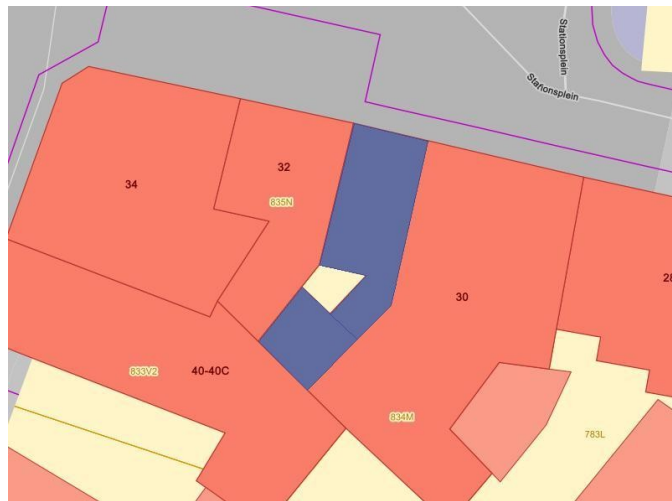 Stationsplein
Stationsplein
32
34
835N
28
30
833V2
40-40C
834M
783L